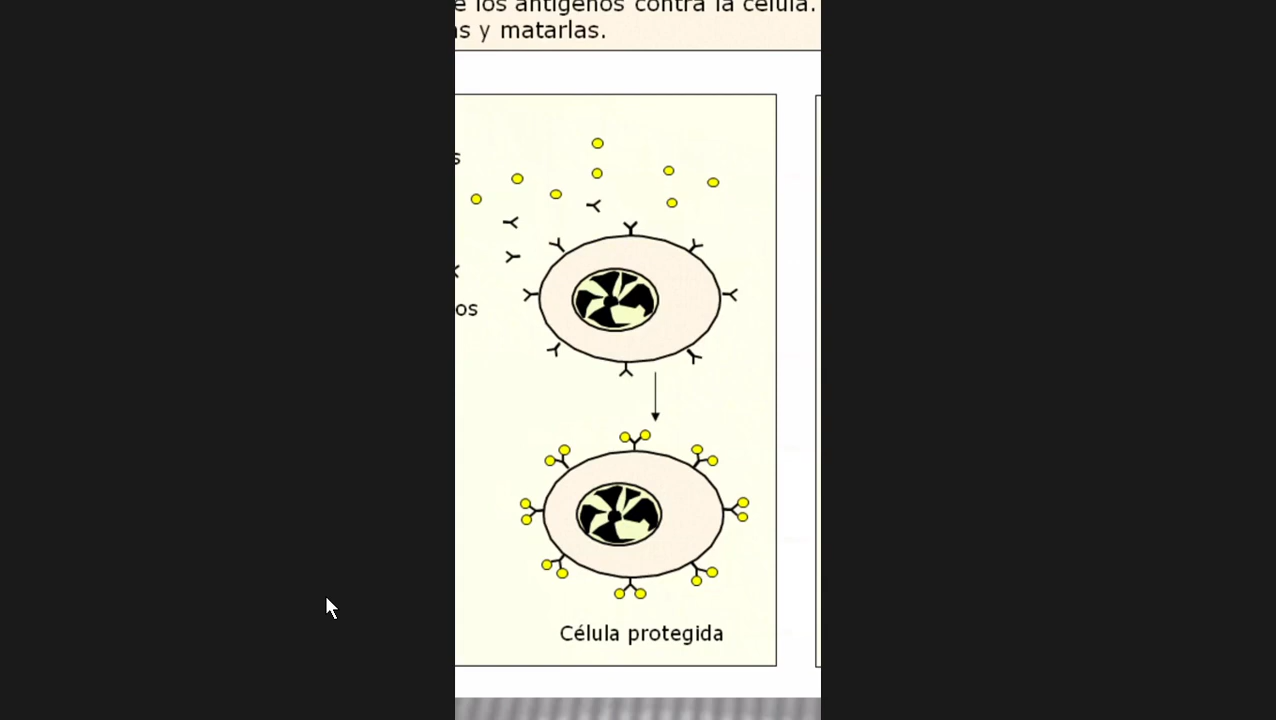 e los antígenos contra la célula.
as y matarlas.
s
os
Célula protegida